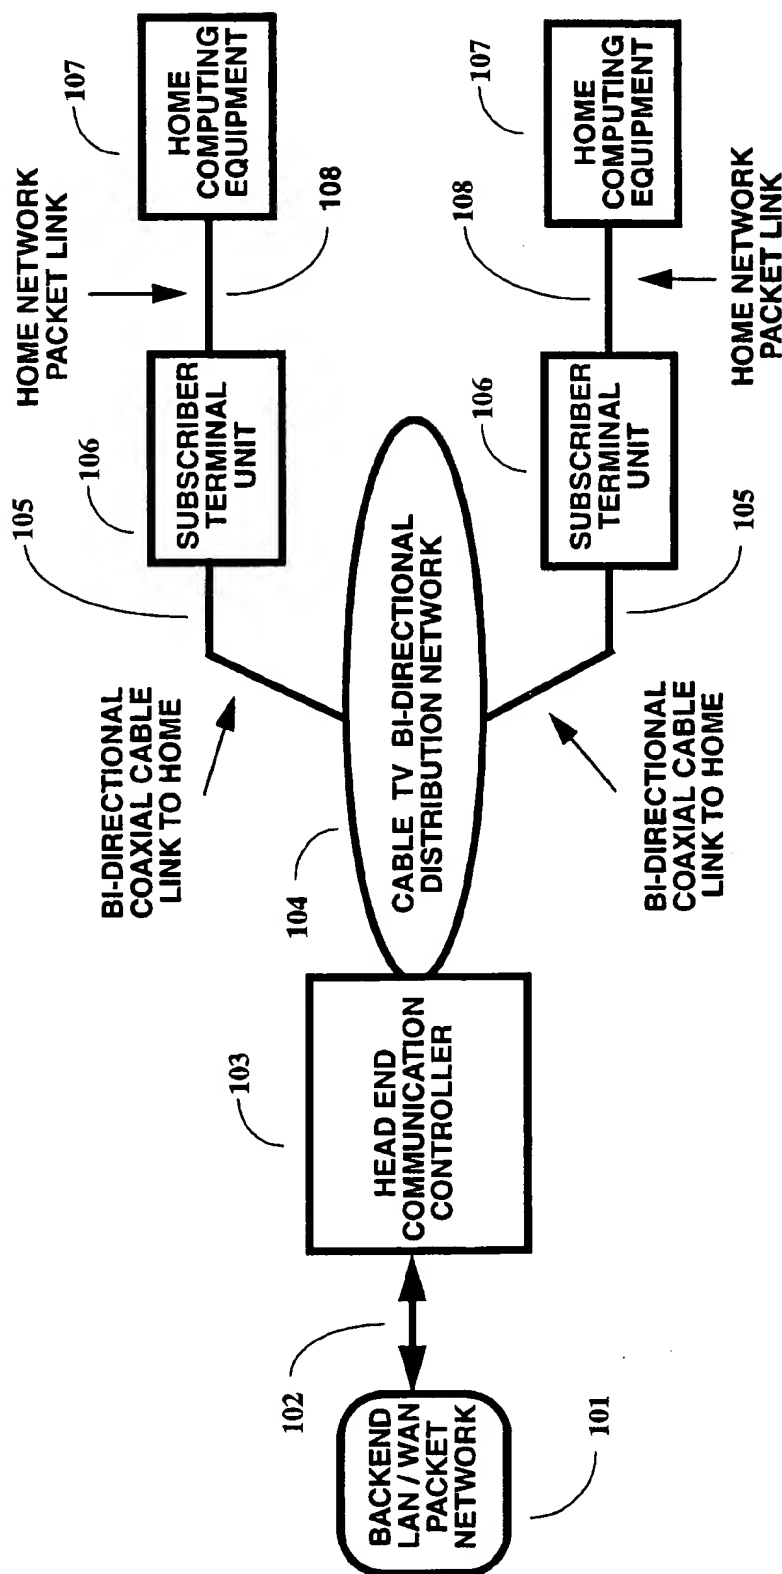 101
BACKEND
LAN / WAN
PACKET
NETWORK
102
103
HEAD END
COMMUNICATION
CONTROLLER
104
CABLE TV BI-DIRECTIONAL
DISTRIBUTION NETWORK
BI-DIRECTIONAL
COAXIAL CABLE
LINK TO HOME
105
106
SUBSCRIBER
TERMINAL
UNIT
HOME NETWORK
PACKET LINK
108
107
HOME
COMPUTING
EQUIPMENT
BI-DIRECTIONAL
COAXIAL CABLE
LINK TO HOME
105
106
SUBSCRIBER
TERMINAL
UNIT
108
HOME NETWORK
PACKET LINK
107
HOME
COMPUTING
EQUIPMENT